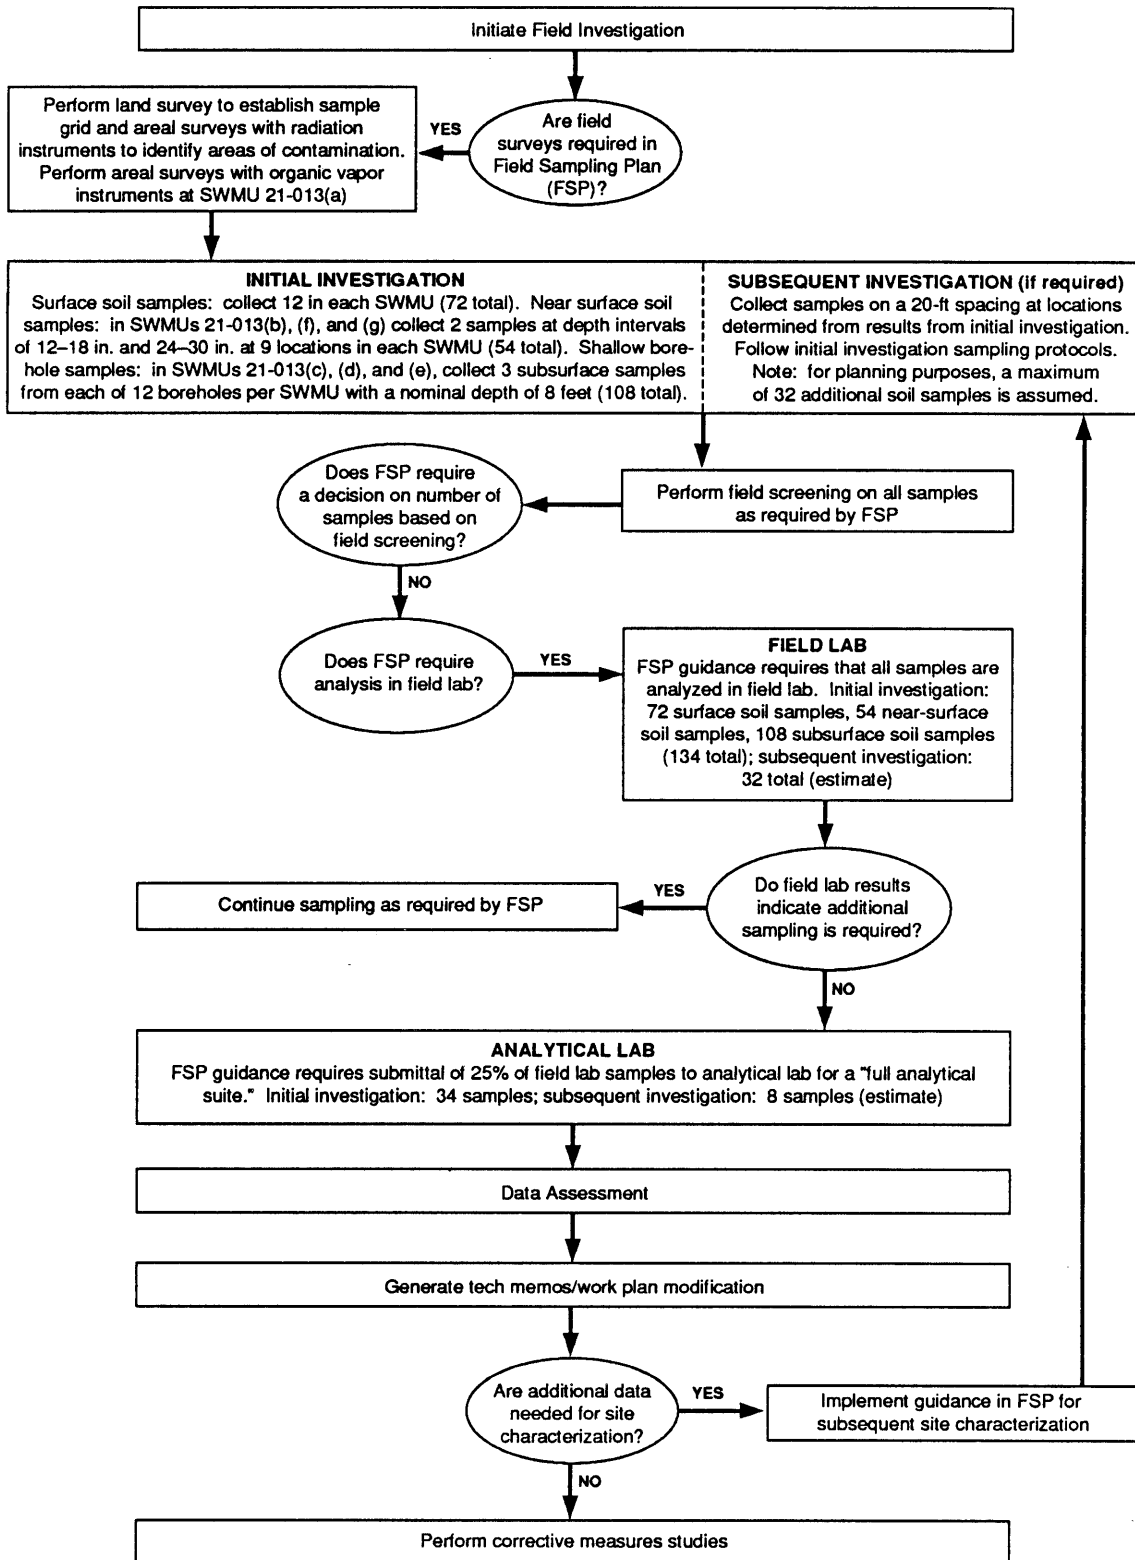 Initiate Field Investigation
Perform land survey to establish sample
grid and areal surveys with radiation
instruments to identify areas of contamination.
Perform areal surveys with organic vapor
instruments at SWMU 21-013(a)
YES
Are field
surveys required in
Field Sampling Plan
(FSP)?
INITIAL INVESTIGATION
Surface soil samples: collect 12 in each SWMU (72 total). Near surface soil
samples: in SWMUs 21-013(b), (f), and (g) collect 2 samples at depth intervals
of 12–18 in. and 24–30 in. at 9 locations in each SWMU (54 total). Shallow bore-
hole samples: in SWMUs 21-013(c), (d), and (e), collect 3 subsurface samples
from each of 12 boreholes per SWMU with a nominal depth of 8 feet (108 total).
SUBSEQUENT INVESTIGATION (if required)
Collect samples on a 20-ft spacing at locations
determined from results from initial investigation.
Follow initial investigation sampling protocols.
Note: for planning purposes, a maximum
of 32 additional soil samples is assumed.
Does FSP require
a decision on number of
samples based on
field screening?
Perform field screening on all samples
as required by FSP
NO
Does FSP require
analysis in field lab?
YES
FIELD LAB
FSP guidance requires that all samples are
analyzed in field lab. Initial investigation:
72 surface soil samples, 54 near-surface
soil samples, 108 subsurface soil samples
(134 total); subsequent investigation:
32 total (estimate)
Continue sampling as required by FSP
YES
Do field lab results
indicate additional
sampling is required?
NO
ANALYTICAL LAB
FSP guidance requires submittal of 25% of field lab samples to analytical lab for a "full analytical
suite." Initial investigation: 34 samples; subsequent investigation: 8 samples (estimate)
Data Assessment
Generate tech memos/work plan modification
Are additional data
needed for site
characterization?
YES
Implement guidance in FSP for
subsequent site characterization
NO
Perform corrective measures studies